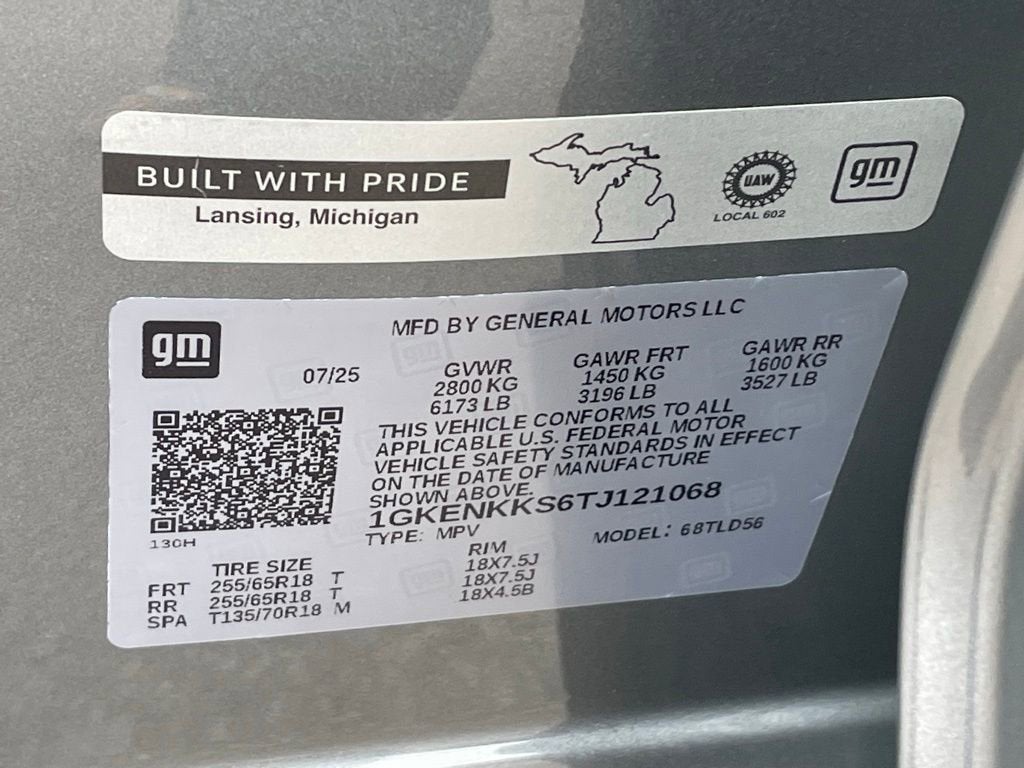 BUILT WITH PRIDE
Lansing, Michigan
UAW
LOCAL 602
gm
gm
MFD BY GENERAL MOTORS LLC
07/25
GVWR
2800 KG
6173 LB
GAWR FRT
1450 KG
3196 LB
GAWR RR
1600 KG
3527 LB
THIS VEHICLE CONFORMS TO ALL
APPLICABLE U.S. FEDERAL MOTOR
VEHICLE SAFETY STANDARDS IN EFFECT
ON THE DATE OF MANUFACTURE
SHOWN ABOVE.
1GKENKKS6TJ121068
TYPE: MPV MODEL: 68TLD56
130H
TIRE SIZE RIM
FRT 255/65R18 T 18X7.5J
RR 255/65R18 T 18X7.5J
SPA T135/70R18 M 18X4.5B